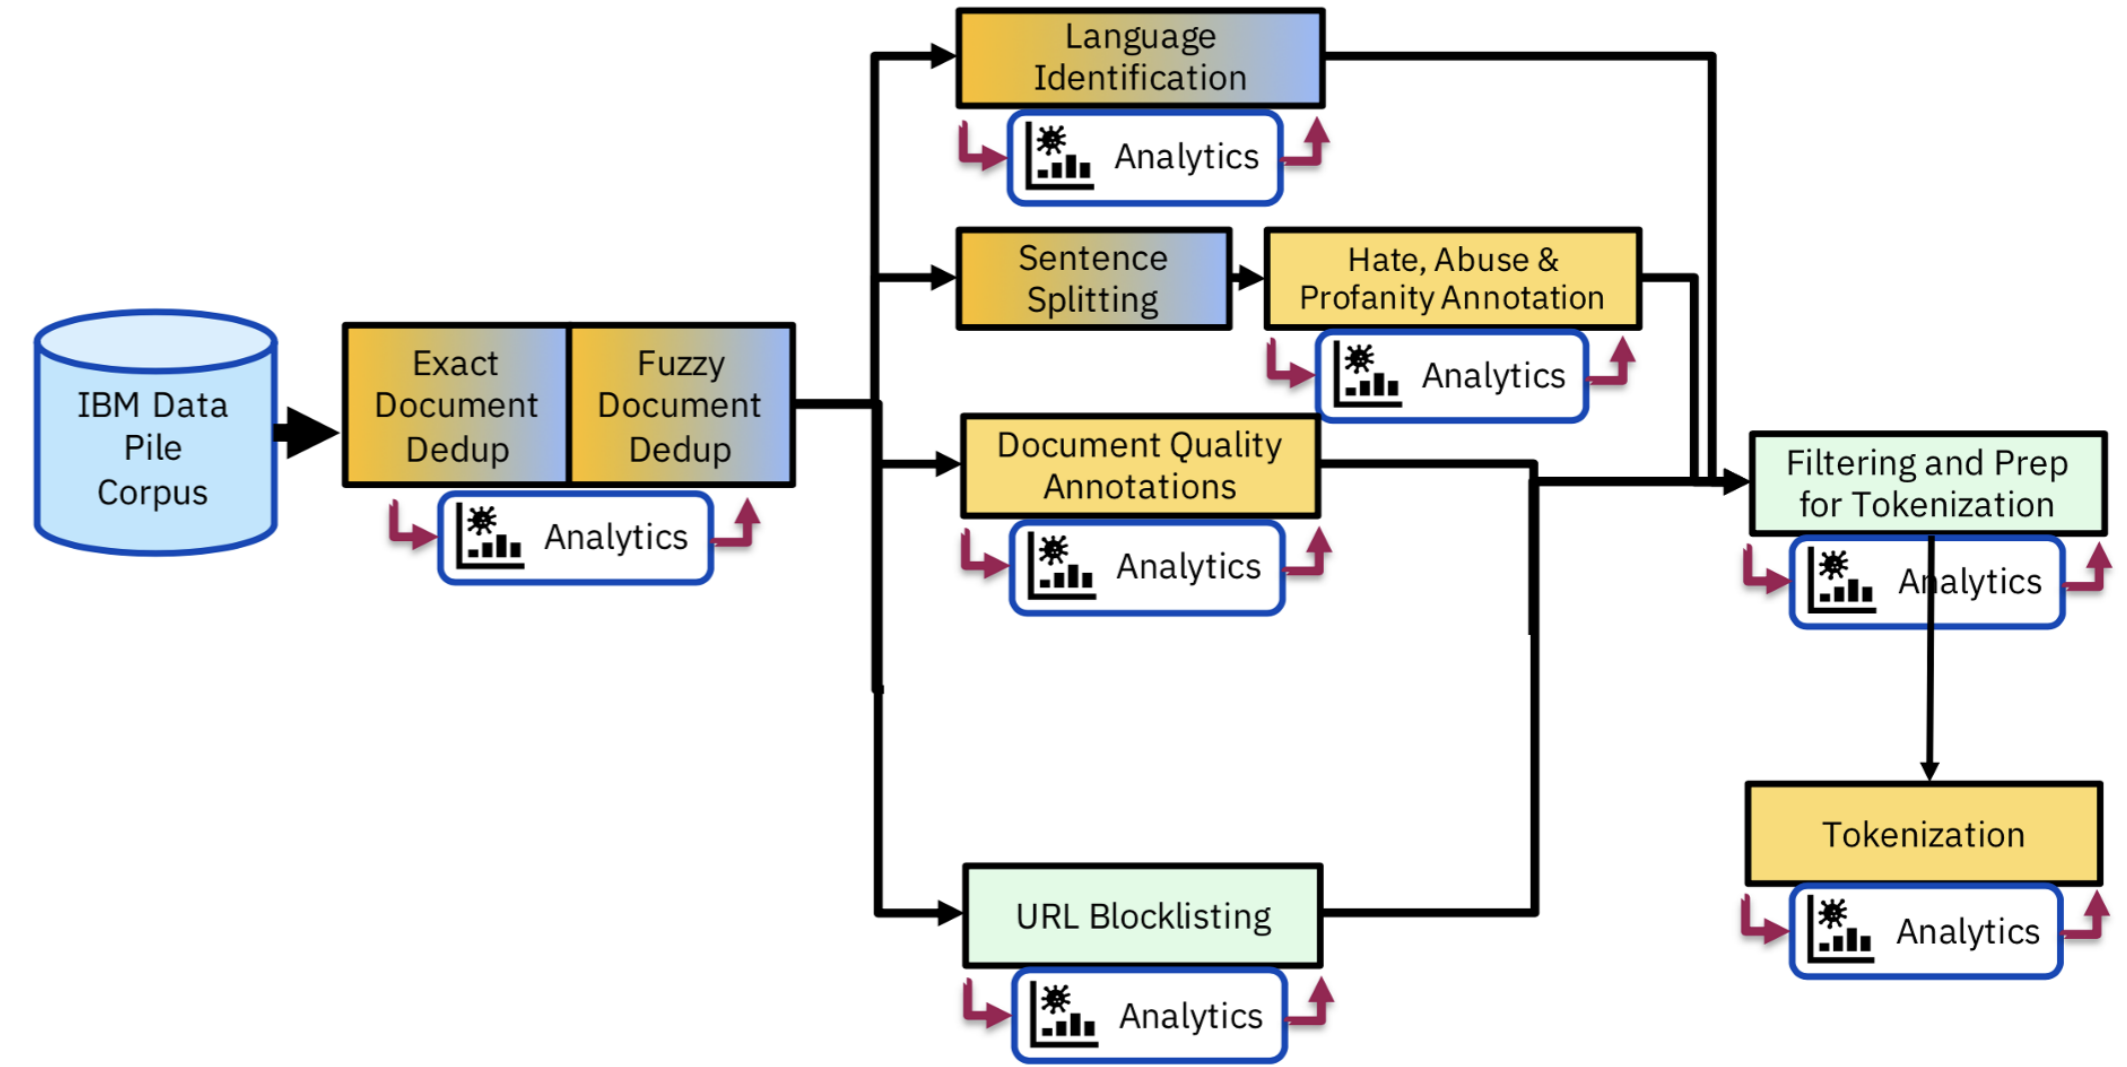 IBM Data
Pile
Corpus
Exact
Document
Dedup
Fuzzy
Document
Dedup
Analytics
Language
Identification
Analytics
Sentence
Splitting
Hate, Abuse &
Profanity Annotation
Analytics
Document Quality
Annotations
Analytics
URL Blocklisting
Analytics
Filtering and Prep
for Tokenization
Analytics
Tokenization
Analytics